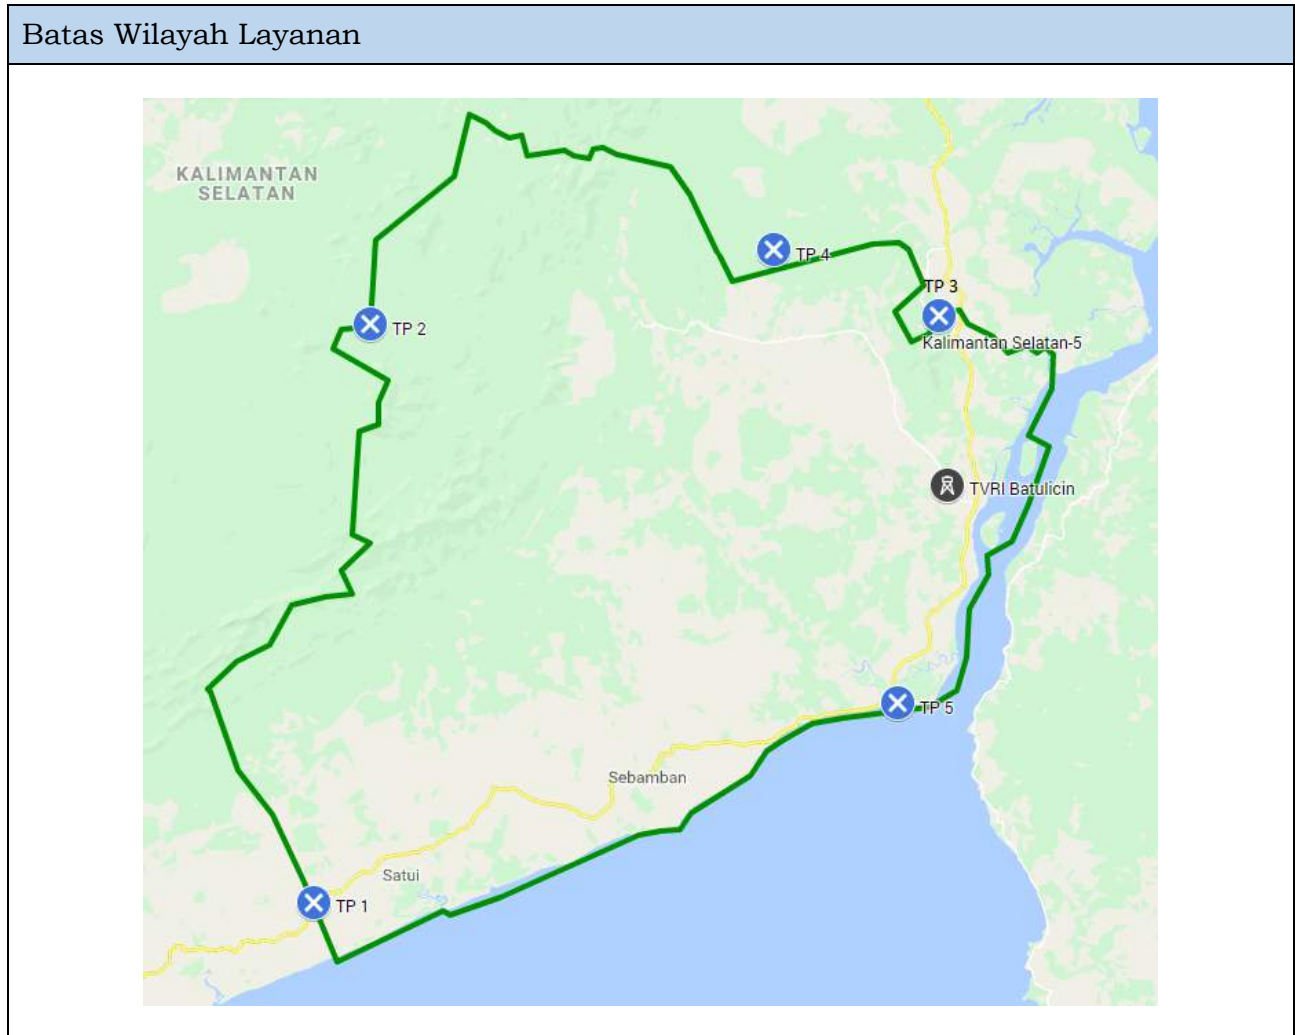 Batas Wilayah Layanan
KALIMANTAN
SELATAN
TP 4
TP 3
TP 2
Kalimantan Selatan-5
TVRI Batulicin
TP 5
Sebamban
Satui
TP 1